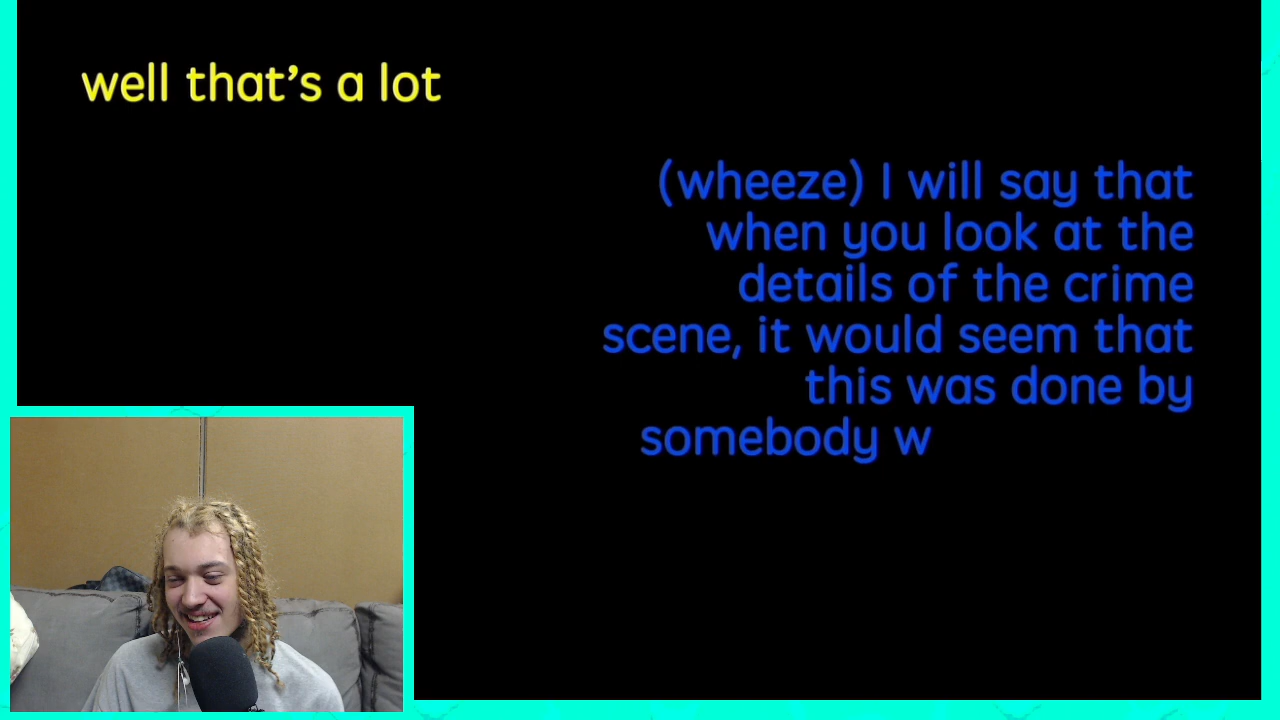 well that’s a lot
(wheeze) I will say that
when you look at the
details of the crime
scene, it would seem that
this was done by
somebody w